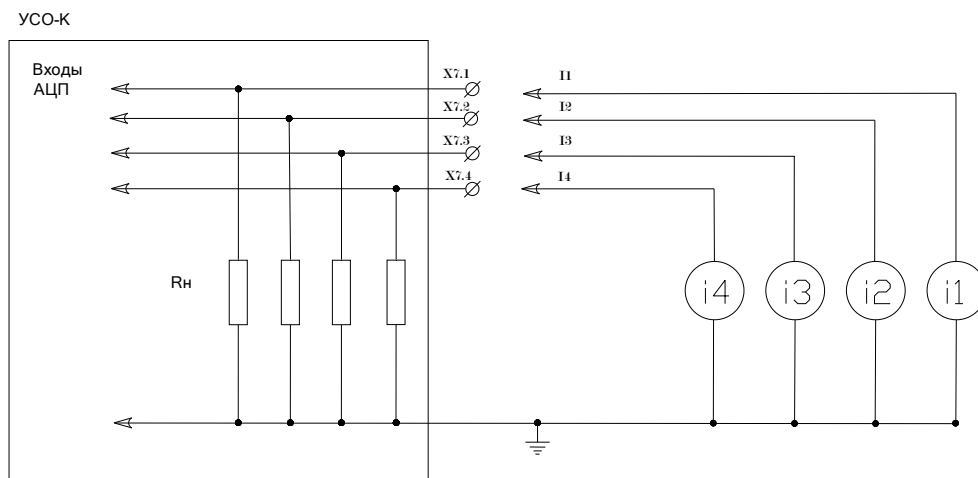 УСО-К
Входы
АЦП
X7.1
I1
X7.2
I2
X7.3
I3
X7.4
I4
Rн
i4
i3
i2
i1